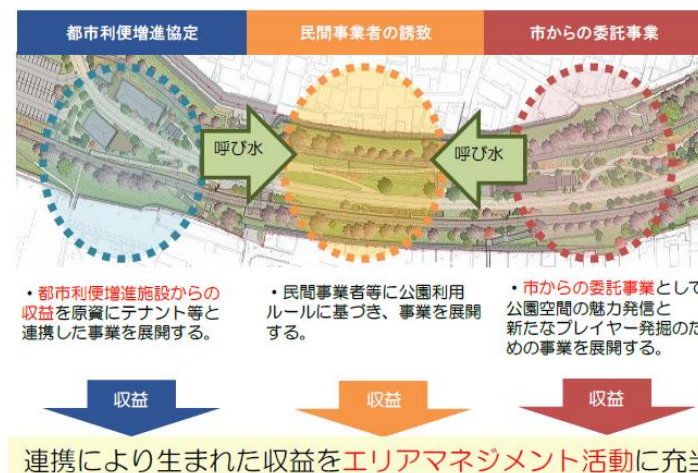 都市利便増進協定
民間事業者の誘致
市からの委託事業
呼び水
呼び水
・都市利便増進施設からの
収益を原資にテナント等と
連携した事業を展開する。
・民間事業者等に公園利用
ルールに基づき、事業を展開
する。
・市からの委託事業として
公園空間の魅力発信と
新たなプレイヤー発掘のた
めの事業を展開する。
収益
収益
収益
連携により生まれた収益をエリアマネジメント活動に充当